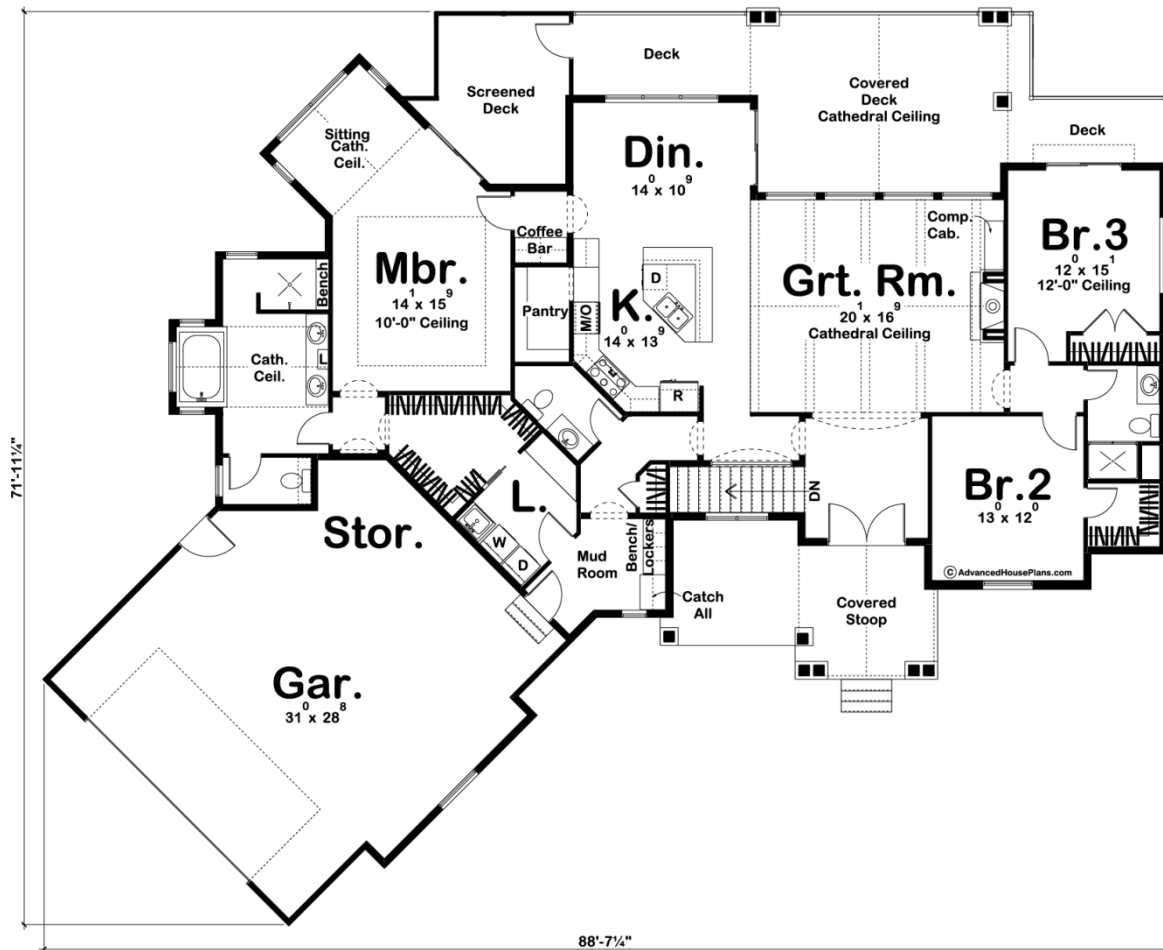 Deck
Covered
Deck
Cathedral Ceiling
Deck
Screened
Deck
Sitting
Cath.
Ceil.
Din.
14⁰ x 10⁹
Coffee
Bar
Comp.
Cab.
Br.3
12⁰ x 15¹
12'-0" Ceiling
Mbr.
14¹ x 15⁹
10'-0" Ceiling
Bench
Grt. Rm.
20¹ x 16⁹
Cathedral Ceiling
D
Pantry
M/O
K.
14⁰ x 13⁹
L
Cath.
Ceil.
R
71'-11¼"
Br.2
13⁰ x 12⁰
DN
Stor.
L.
W
D
Mud
Room
Bench/
Lockers
Catch
All
Covered
Stoop
© AdvancedHousePlans.com
Gar.
31⁰ x 28⁸
88'-7¼"